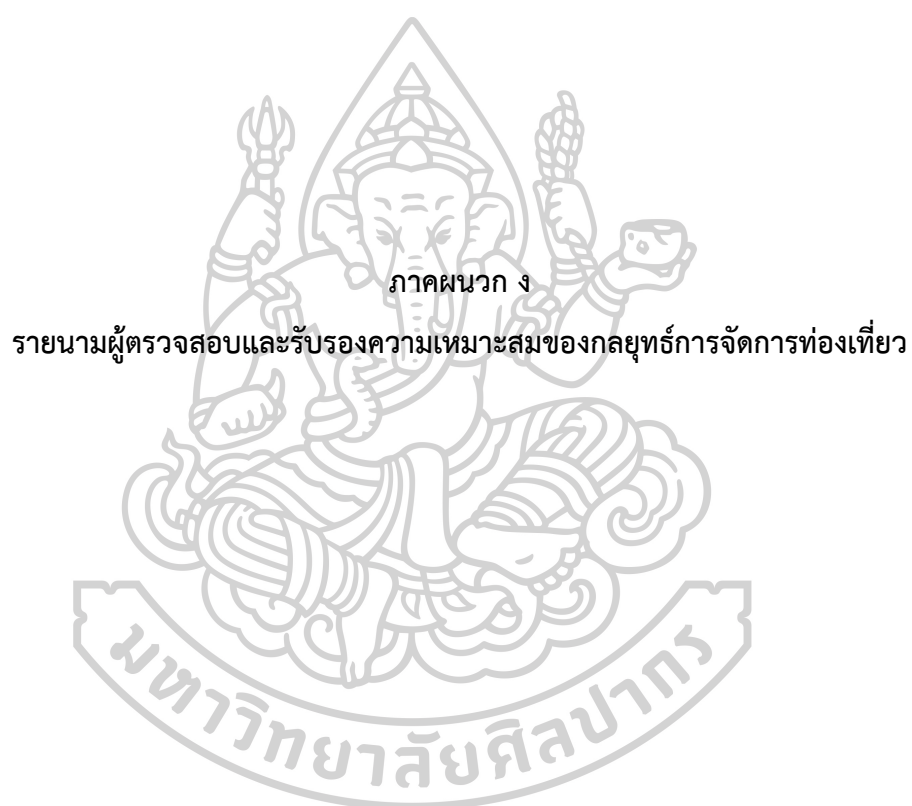 ภาคผนวก ง
รายนามผู้ตรวจสอบและรับรองความเหมาะสมของกลยุทธ์การจัดการท่องเที่ยว
มหาวิทยาลัยศิลปากร